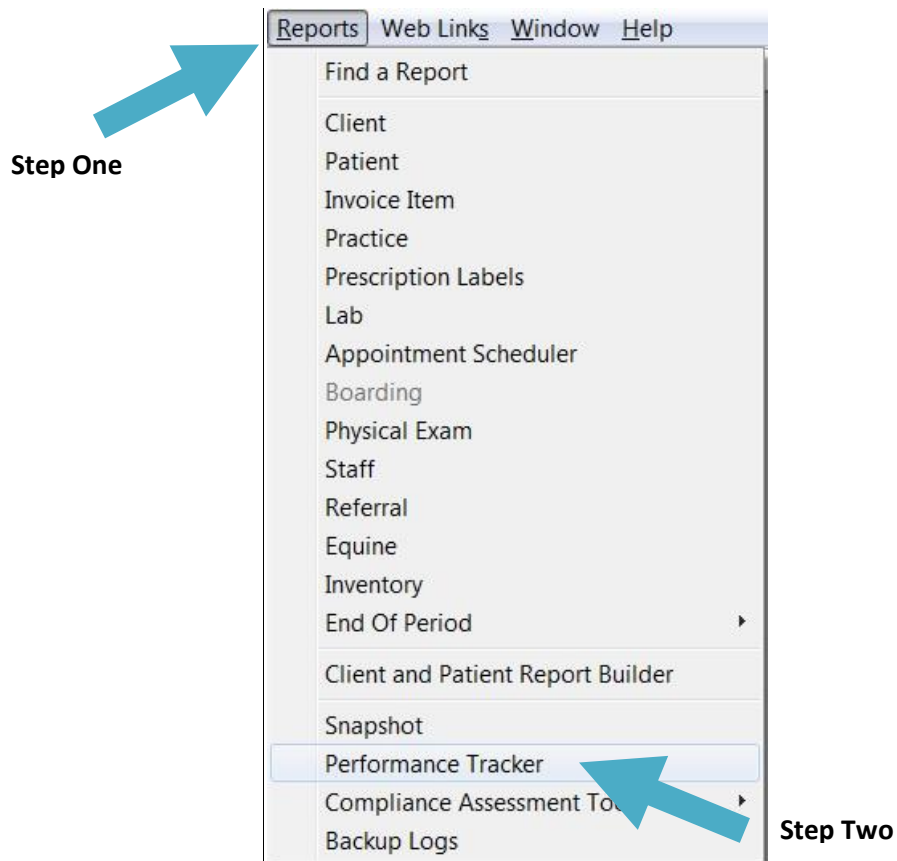 Reports Web Links Window Help
Find a Report
Client
Patient
Step One
Invoice Item
Practice
Prescription Labels
Lab
Appointment Scheduler
Boarding
Physical Exam
Staff
Referral
Equine
Inventory
End Of Period
Client and Patient Report Builder
Snapshot
Performance Tracker
Compliance Assessment
Step Two
Backup Logs